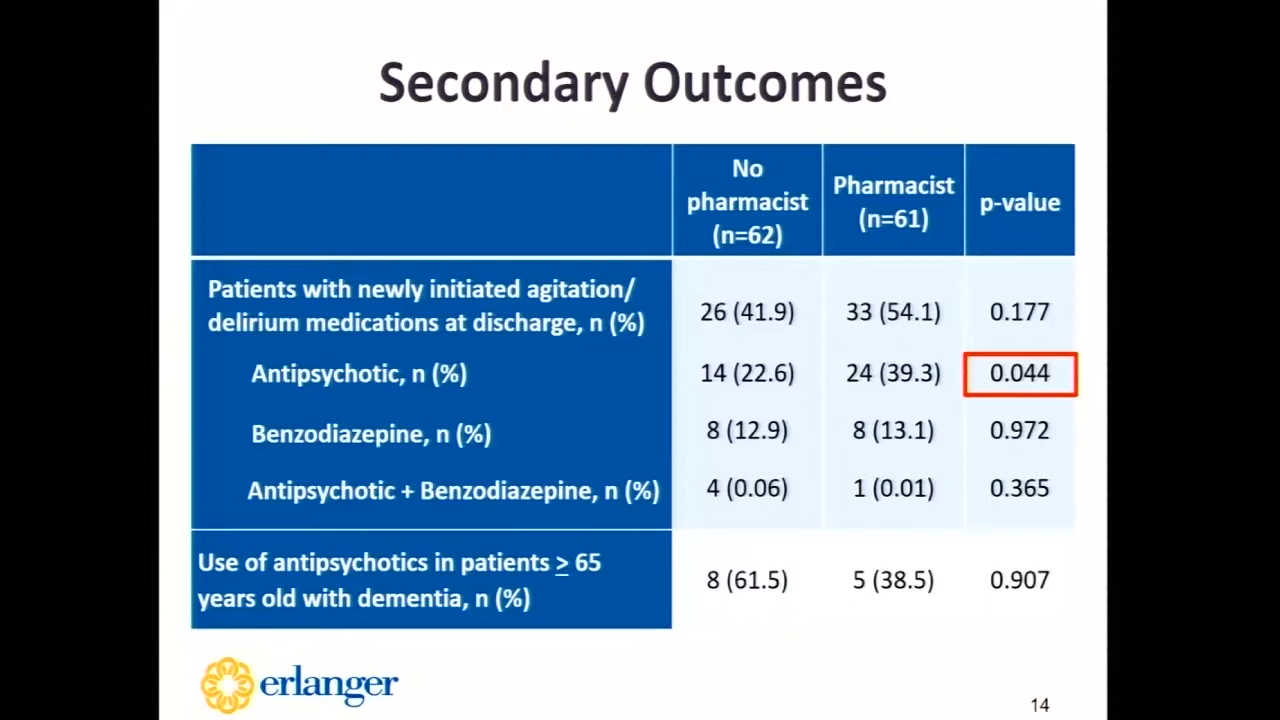 Secondary Outcomes
No
pharmacist
(n=62)
Pharmacist
(n=61)
p-value
Patients with newly initiated agitation/
delirium medications at discharge, n (%)
26 (41.9)
33 (54.1)
0.177
Antipsychotic, n (%)
14 (22.6)
24 (39.3)
0.044
Benzodiazepine, n (%)
8 (12.9)
8 (13.1)
0.972
Antipsychotic + Benzodiazepine, n (%)
4 (0.06)
1 (0.01)
0.365
Use of antipsychotics in patients ≥ 65
years old with dementia, n (%)
8 (61.5)
5 (38.5)
0.907
erlanger
14